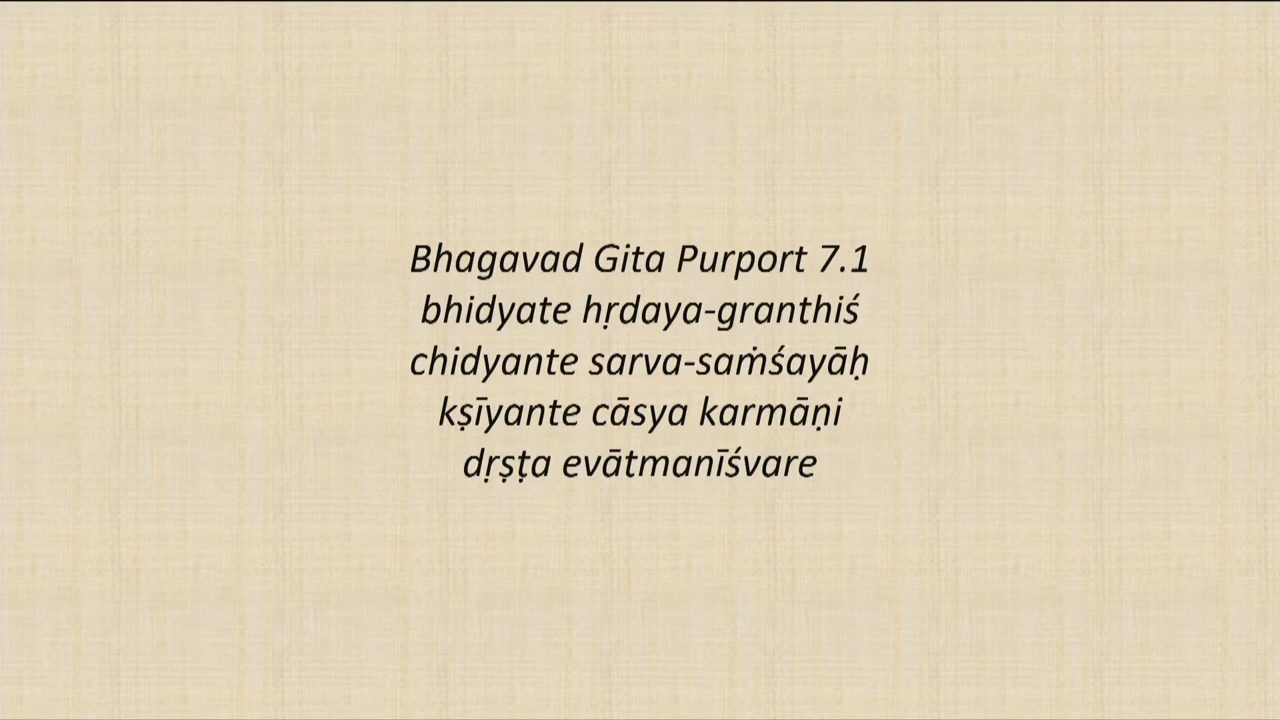 Bhagavad Gita Purport 7.1
bhidyate hṛdaya-granthiś
chidyante sarva-saṁśayāḥ
kṣīyante cāsya karmāṇi
dṛṣṭa evātmanīśvare